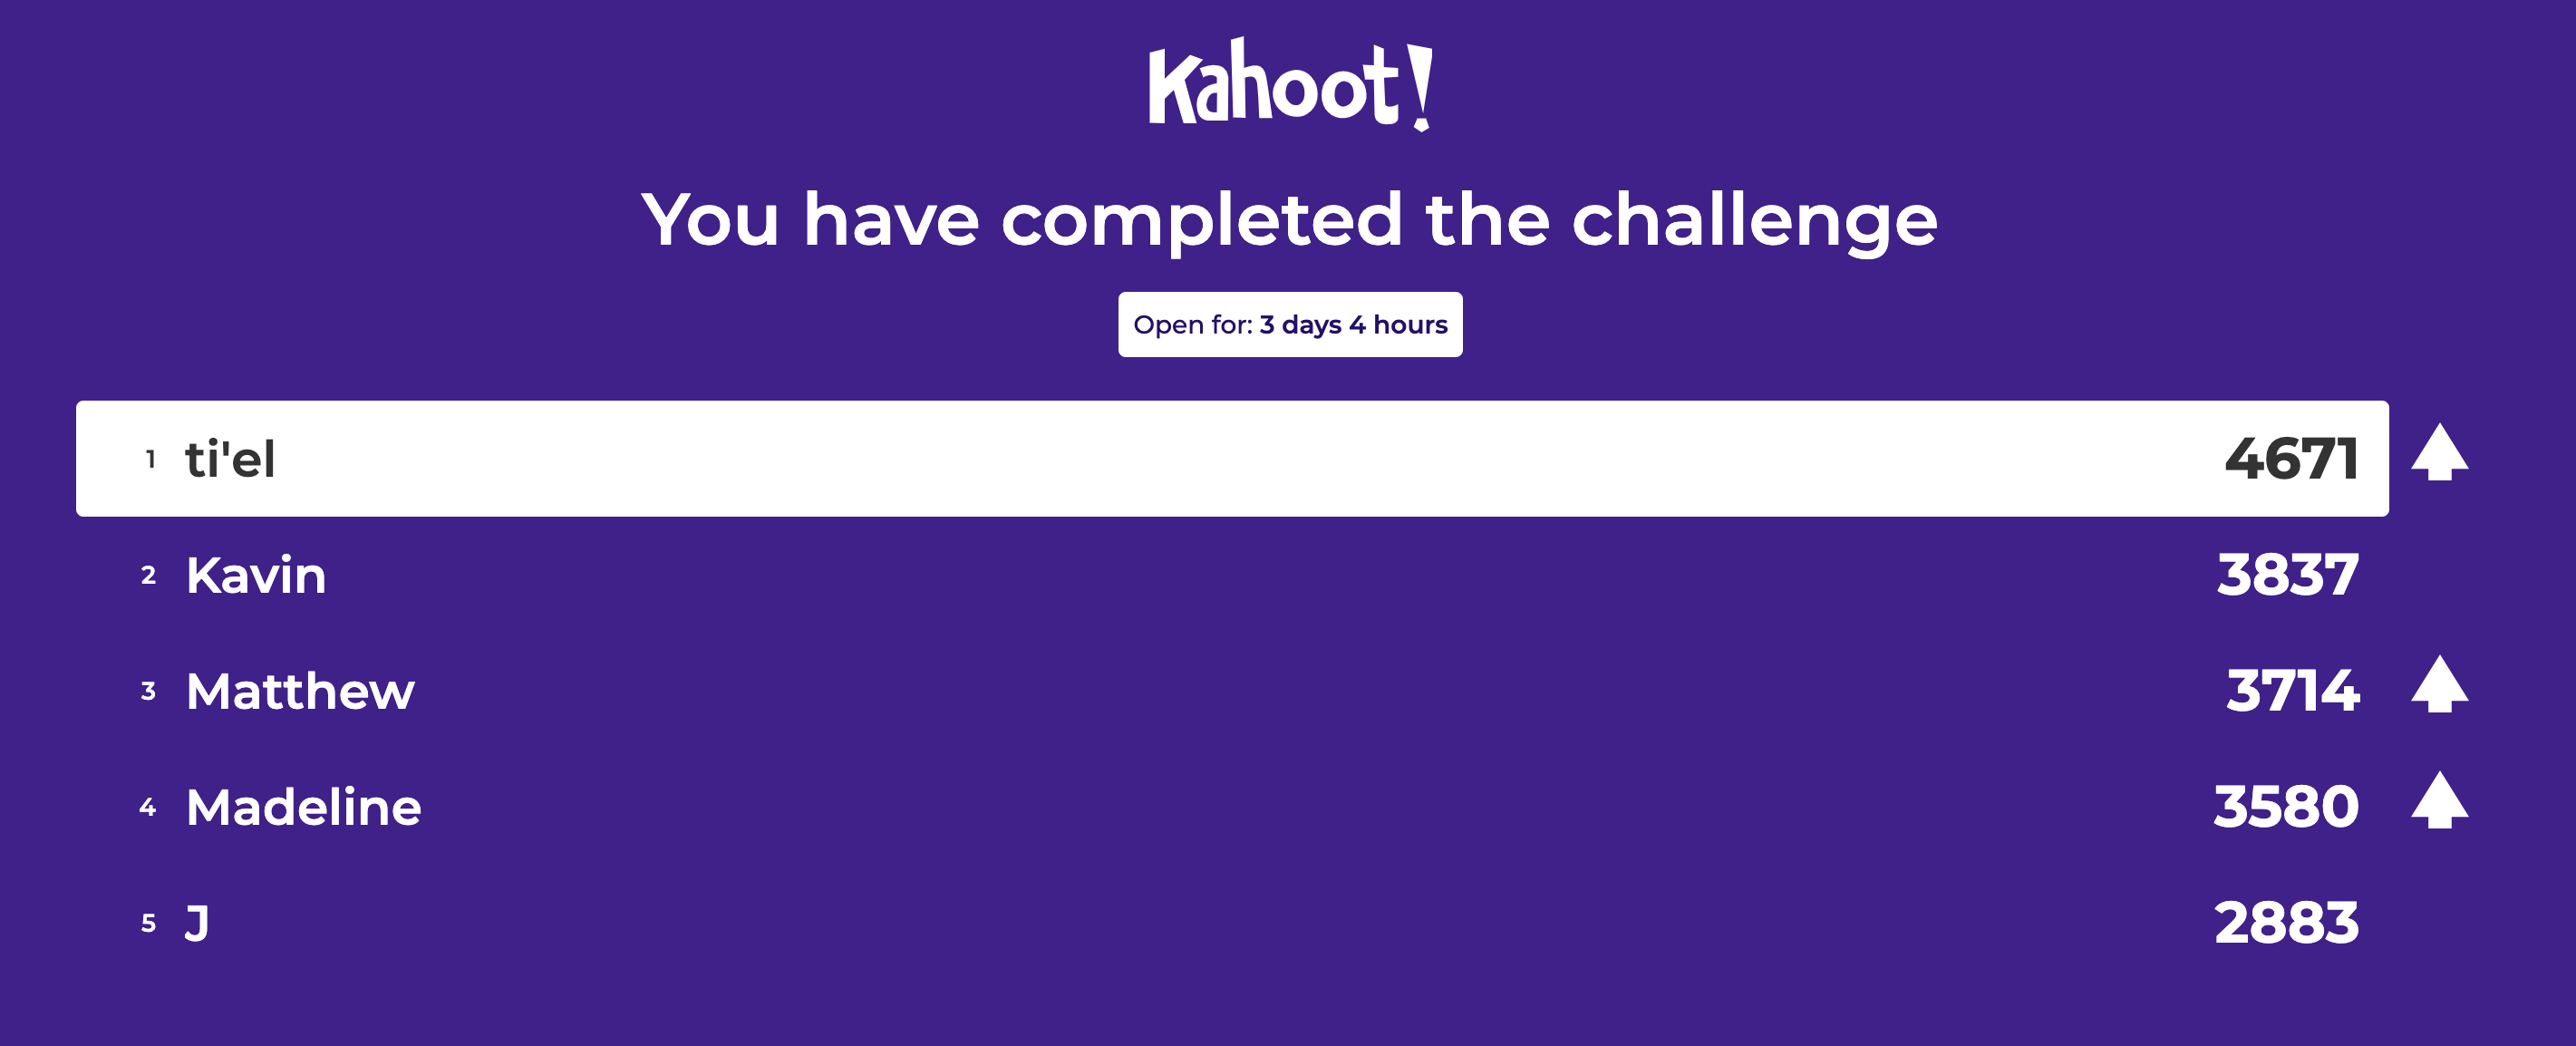 Kahoot!
You have completed the challenge
Open for: 3 days 4 hours
1 ti'el 4671
2 Kavin 3837
3 Matthew 3714
4 Madeline 3580
5 J 2883